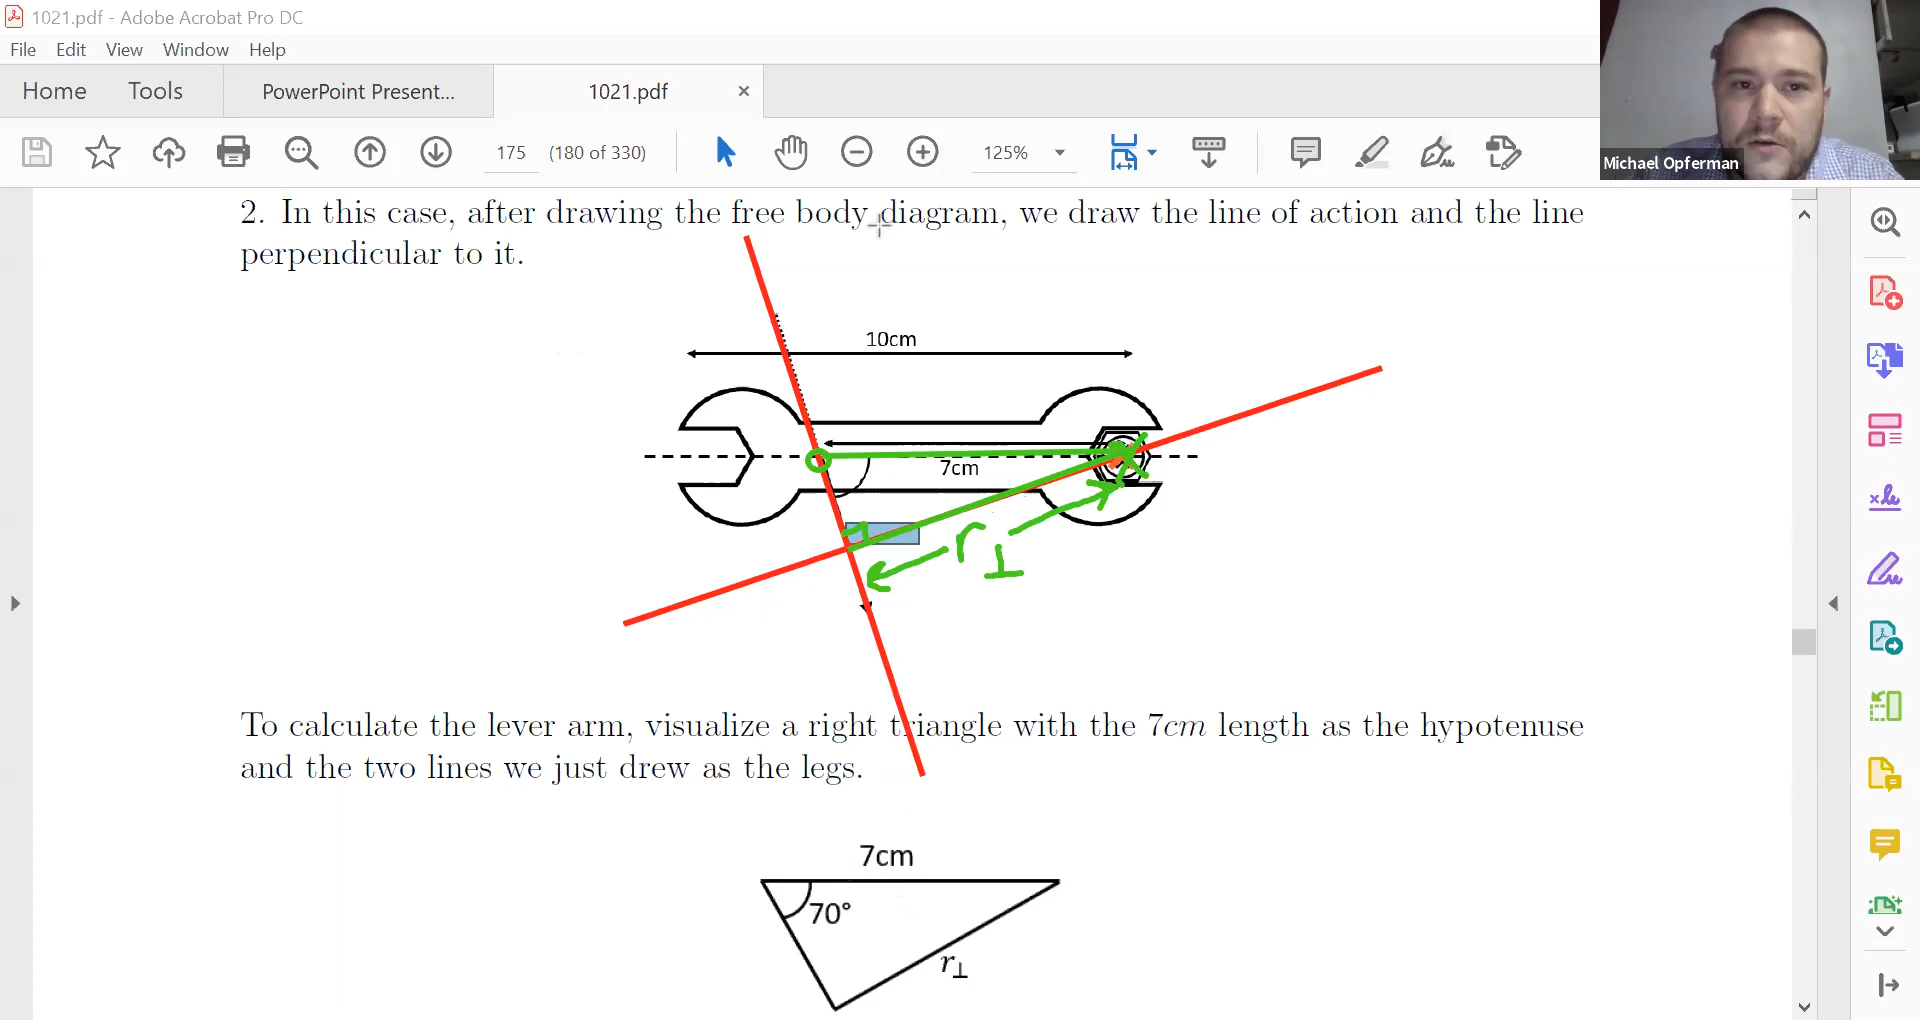 1021.pdf - Adobe Acrobat Pro DC
File Edit View Window Help
Home Tools PowerPoint Present... 1021.pdf ×
175 (180 of 330) 125%
Michael Opferman
2. In this case, after drawing the free body diagram, we draw the line of action and the line
perpendicular to it.
10cm
7cm
r⊥
To calculate the lever arm, visualize a right triangle with the 7cm length as the hypotenuse
and the two lines we just drew as the legs.
7cm
70°
r⊥